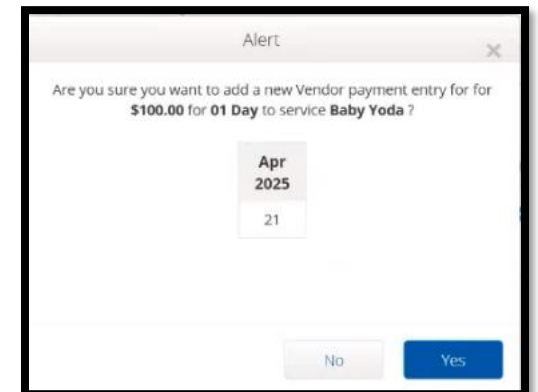 Alert
Are you sure you want to add a new Vendor payment entry for for
$100.00 for 01 Day to service Baby Yoda ?
Apr
2025
21
No
Yes